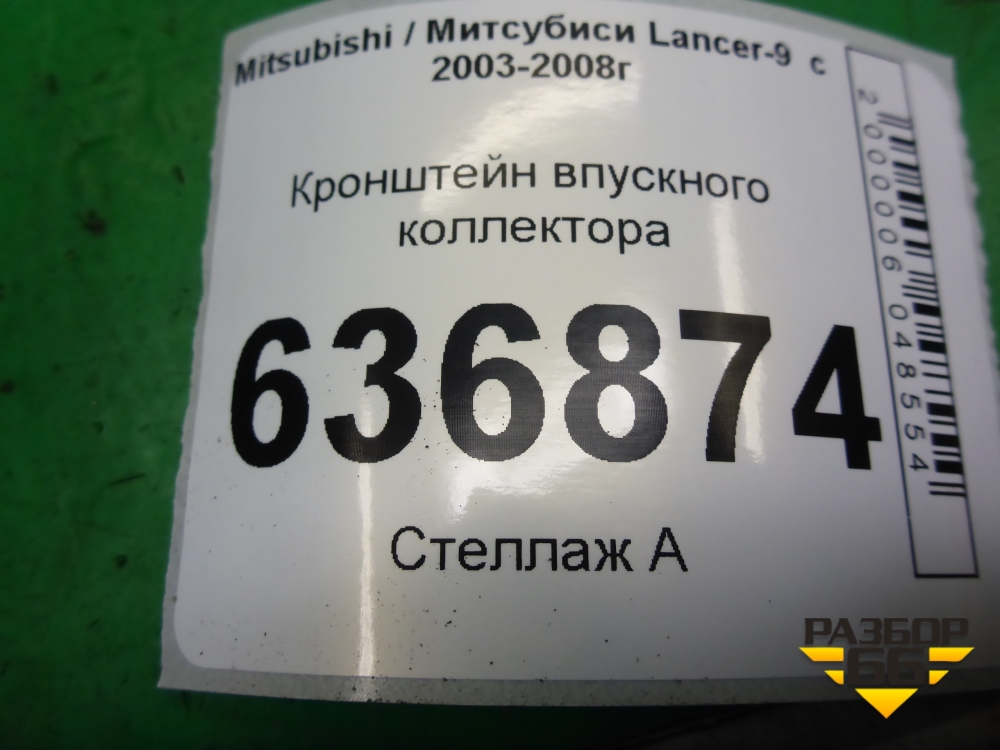 Mitsubishi / Митсубиси Lancer-9 с
2003-2008г
Кронштейн впускного
коллектора
636874
Стеллаж А
2000006048554
РАЗБОР
66